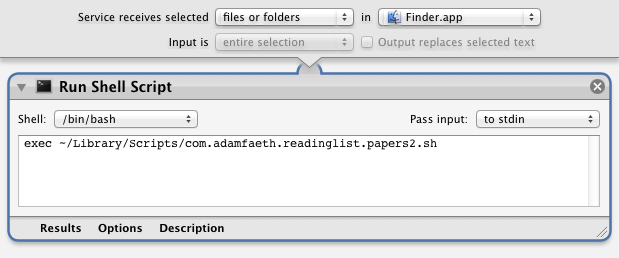 Service receives selected files or folders in Finder.app
Input is entire selection Output replaces selected text
Run Shell Script
Shell: /bin/bash Pass input: to stdin
exec ~/Library/Scripts/com.adamfaeth.readinglist.papers2.sh
Results Options Description